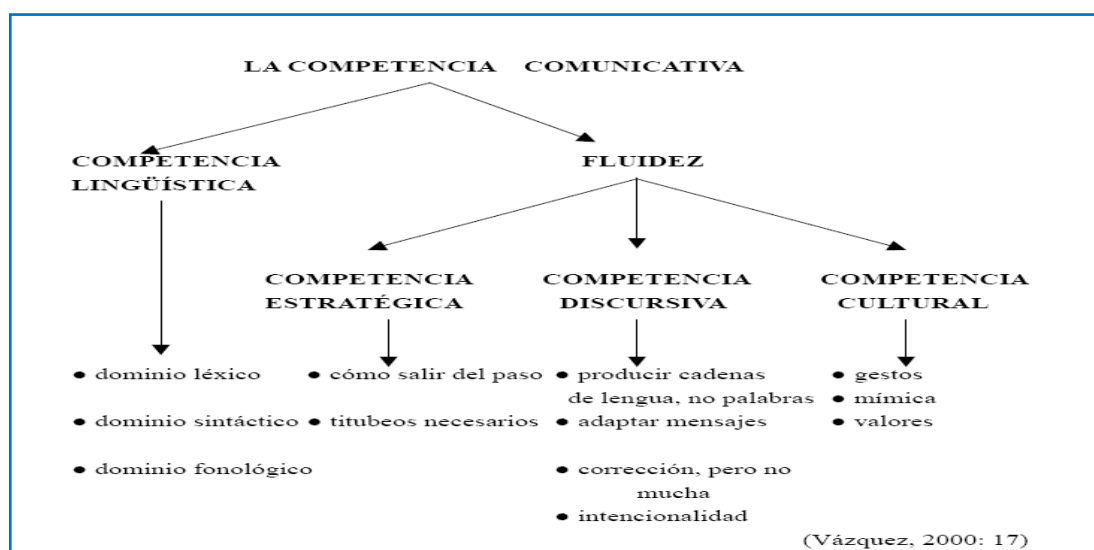 LA COMPETENCIA COMUNICATIVA
COMPETENCIA
LINGÜÍSTICA
FLUIDEZ
COMPETENCIA
ESTRATÉGICA
COMPETENCIA
DISCURSIVA
COMPETENCIA
CULTURAL
● dominio léxico
● dominio sintáctico
● dominio fonológico
● cómo salir del paso
● titubeos necesarios
● producir cadenas
de lengua, no palabras
● adaptar mensajes
● corrección, pero no
mucha
● intencionalidad
● gestos
● mímica
● valores
(Vázquez, 2000: 17)